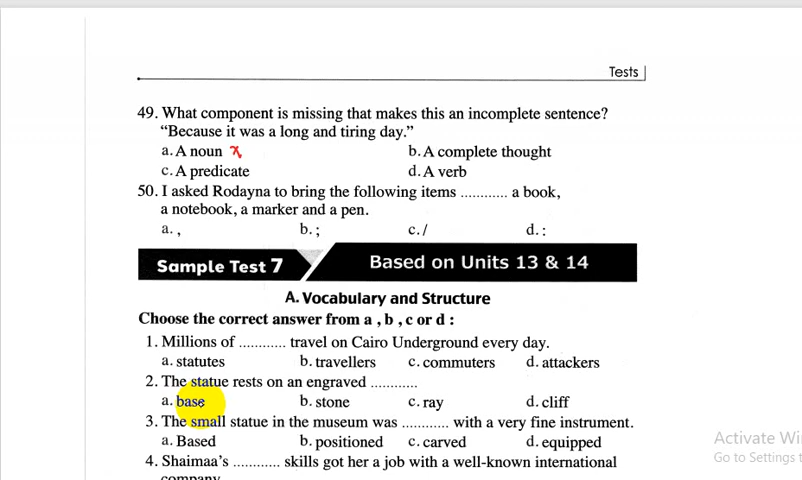 Tests
49. What component is missing that makes this an incomplete sentence?
“Because it was a long and tiring day.”
a. A noun x b. A complete thought
c. A predicate d. A verb
50. I asked Rodayna to bring the following items ............ a book,
a notebook, a marker and a pen.
a. , b. ; c. / d. :
Sample Test 7 Based on Units 13 & 14
A. Vocabulary and Structure
Choose the correct answer from a , b , c or d :
1. Millions of ............ travel on Cairo Underground every day.
a. statutes b. travellers c. commuters d. attackers
2. The statue rests on an engraved ............
a. base b. stone c. ray d. cliff
3. The small statue in the museum was ............ with a very fine instrument.
a. Based b. positioned c. carved d. equipped
4. Shaimaa’s ............ skills got her a job with a well-known international
company.
Activate Wi
Go to Settings t